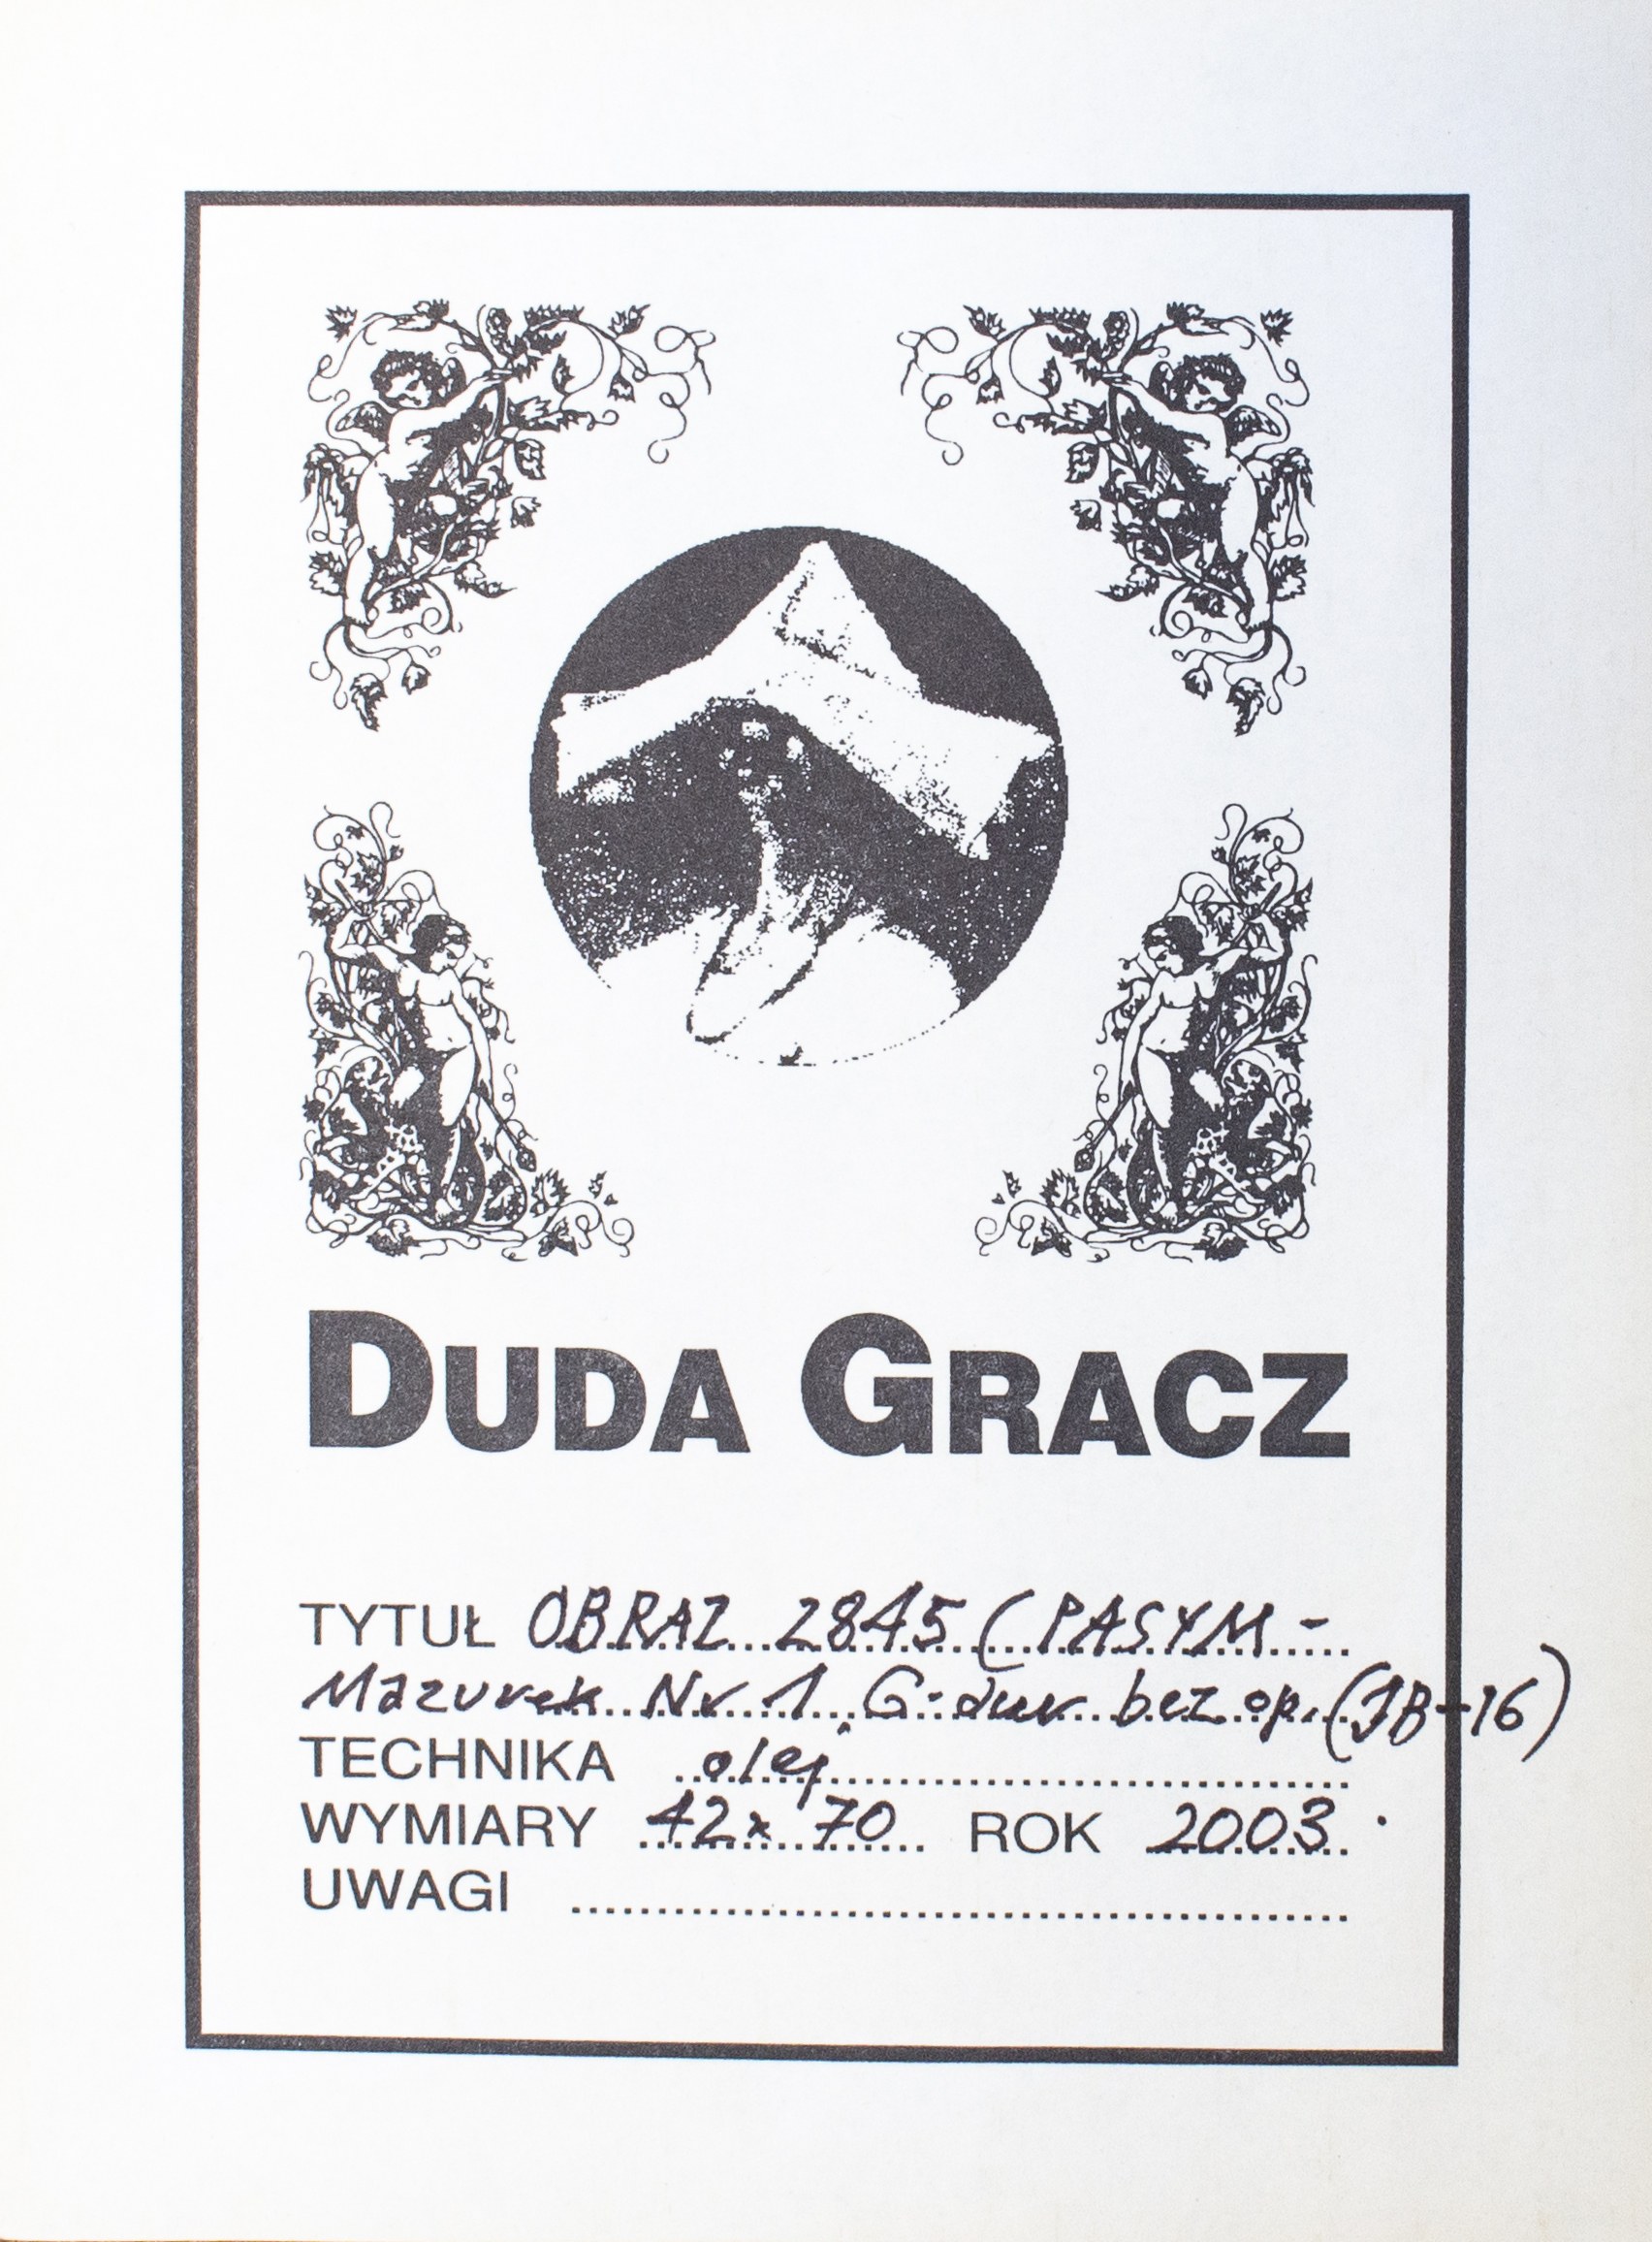 DUDA GRACZ
TYTUŁ OBRAZ 2845 (PASYM -
Mazurek Nr 1, G-dur bez op. (JB-16)
TECHNIKA olej
WYMIARY 42 x 70 ROK 2003.
UWAGI